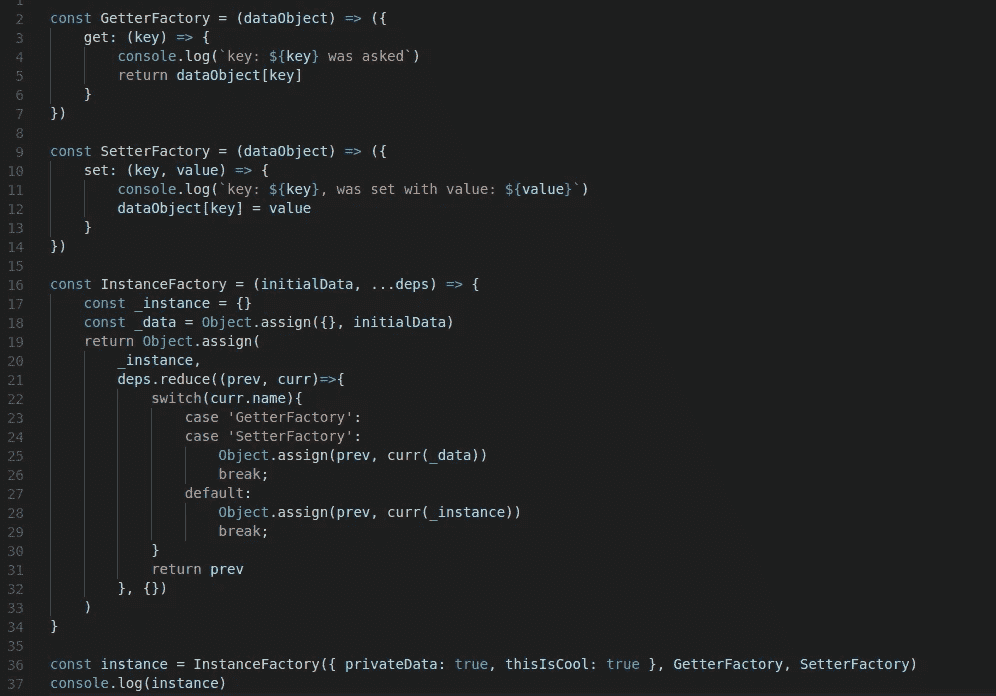 1
2 const GetterFactory = (dataObject) => ({
3     get: (key) => {
4         console.log(`key: ${key} was asked`)
5         return dataObject[key]
6     }
7 })
8
9 const SetterFactory = (dataObject) => ({
10     set: (key, value) => {
11         console.log(`key: ${key}, was set with value: ${value}`)
12         dataObject[key] = value
13     }
14 })
15
16 const InstanceFactory = (initialData, ...deps) => {
17     const _instance = {}
18     const _data = Object.assign({}, initialData)
19     return Object.assign(
20         _instance,
21         deps.reduce((prev, curr)=>{
22             switch(curr.name){
23                 case 'GetterFactory':
24                 case 'SetterFactory':
25                     Object.assign(prev, curr(_data))
26                     break;
27                 default:
28                     Object.assign(prev, curr(_instance))
29                     break;
30             }
31             return prev
32         }, {})
33     )
34 }
35
36 const instance = InstanceFactory({ privateData: true, thisIsCool: true }, GetterFactory, SetterFactory)
37 console.log(instance)